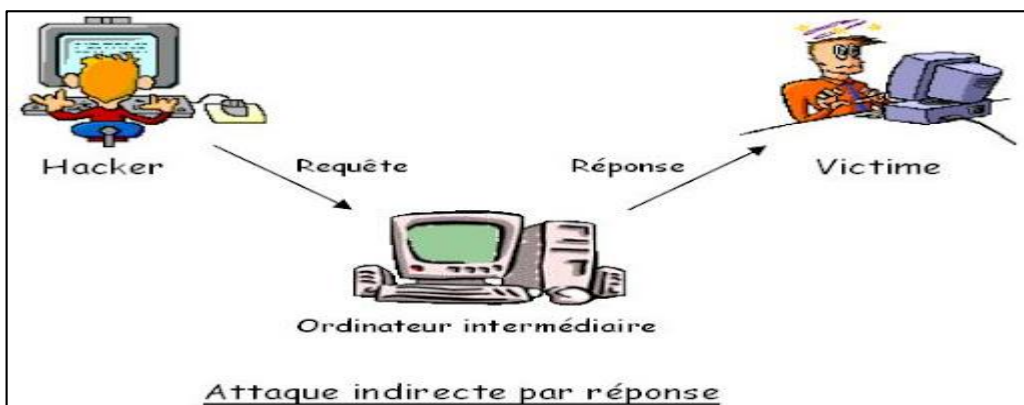 Hacker
Requête
Réponse
Victime
Ordinateur intermédiaire
Attaque indirecte par réponse